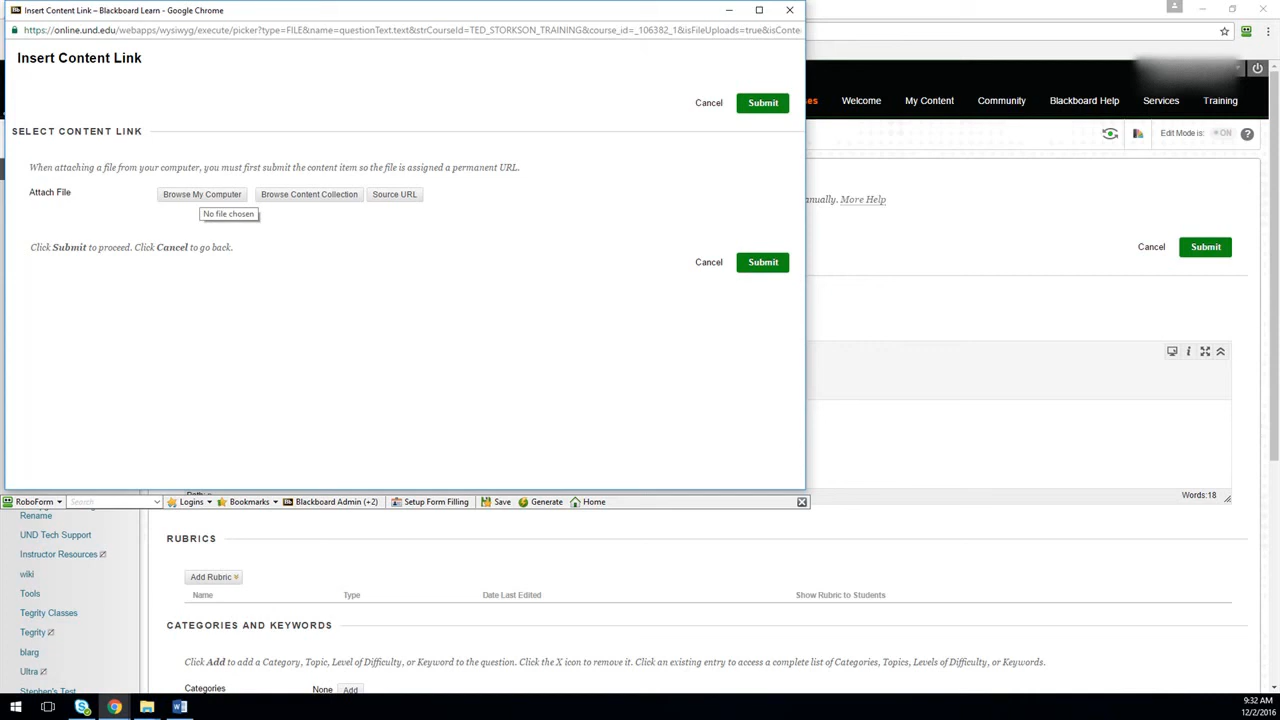 Insert Content Link – Blackboard Learn - Google Chrome
https://online.und.edu/webapps/wysiwyg/execute/picker?type=FILE&name=questionText.text&strCourseId=TED_STORKSON_TRAINING&course_id=_106382_1&isFileUploads=true&isConte
Insert Content Link
Cancel Submit
es Welcome My Content Community Blackboard Help Services Training
SELECT CONTENT LINK
Edit Mode is: ON ?
When attaching a file from your computer, you must first submit the content item so the file is assigned a permanent URL.
Attach File Browse My Computer Browse Content Collection Source URL
anually. More Help
No file chosen
Click Submit to proceed. Click Cancel to go back.
Cancel Submit
Cancel Submit
Words:18
RoboForm Search Logins Bookmarks Blackboard Admin (+2) Setup Form Filling Save Generate Home
Rename
UND Tech Support
Instructor Resources
wiki
Tools
Tegrity Classes
Tegrity
blarg
Ultra
Stephen's Test
RUBRICS
Add Rubric
Name Type Date Last Edited Show Rubric to Students
CATEGORIES AND KEYWORDS
Click Add to add a Category, Topic, Level of Difficulty, or Keyword to the question. Click the X icon to remove it. Click an existing entry to access a complete list of Categories, Topics, Levels of Difficulty, or Keywords.
Categories None Add
9:32 AM
12/2/2016